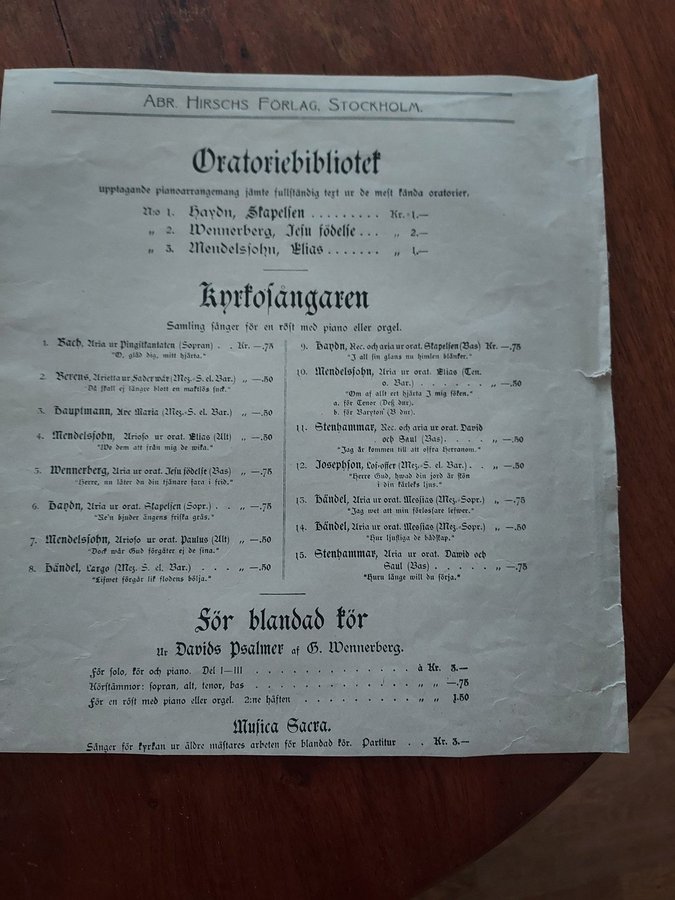 ABR. HIRSCHS FÖRLAG, STOCKHOLM.
Oratoriebibliotek
upptagande pianoarrangemang jämte fullständig text ur de mest kända oratorier.
N:o 1. Haydn, Skapelsen ......... Kr. 1.—
„ 2. Wennerberg, Jesu födelse ... „ 2.—
„ 3. Mendelsohn, Elias ....... „ 1.—
Kyrkosångaren
Samling sånger för en röst med piano eller orgel.
1. Bach, Aria ur Pingstkantaten (Sopran) . . Kr. —.75
"O, gläd dig, mitt hjärta."
2. Berens, Arietta ur Fader wår (Mez.-S. el. Bar.) „ —.50
"Då skall ej längre blott en maktlös suck."
3. Hauptmann, Ave Maria (Mez.-S. el. Bar.) „ —.50
4. Mendelsohn, Arioso ur orat. Elias (Alt) „ —.50
"We dem att från mig de wika."
5. Wennerberg, Aria ur orat. Jesu födelse (Bas) „ —.75
"Herre, nu låter du din tjänare fara i frid."
6. Haydn, Aria ur orat. Skapelsen (Sopr.) . . „ —.75
"Re'n bjuder ängens friska gräs."
7. Mendelsohn, Arioso ur orat. Paulus (Alt) „ —.50
"Dock wår Gud förgäter ej de sina."
8. Händel, Largo (Mez. S. el. Bar.) . . . . „ —.50
"Lifwet förgår lik flodens bölja."
9. Haydn, Rec. och aria ur orat. Skapelsen (Bas) Kr. —.75
"I all sin glans nu himlen blänker."
10. Mendelsohn, Aria ur orat. Elias (Ten.
o. Bar.) . . . . . . . „ —.50
"Om af allt ert hjärta I mig söken."
a. för Tenor (Dess dur).
b. för Baryton (B dur).
11. Stenhammar, Rec. och aria ur orat. David
och Saul (Bas) . . . . . „ —.50
"Jag är kommen till att offra Herranom."
12. Josephson, Lof-offer (Mez.-S. el. Bar.) . . „ —.50
"Herre Gud, hwad din jord är skön
i din kärleks ljus."
13. Händel, Aria ur orat. Messias (Mez.-Sopr.) „ —.75
"Jag wet att min förlossare lefwer."
14. Händel, Aria ur orat. Messias (Mez.-Sopr.) „ —.50
"Hur ljufliga de bådskap."
15. Stenhammar, Aria ur orat. Dawid och
Saul (Bas) . . . . . „ —.75
"Huru länge will du sörja."
För blandad kör
Ur Davids Psalmer af G. Wennerberg.
För solo, kör och piano. Del I—III . . . . . . . . . . . . à Kr. 3.—
Körstämmor: sopran, alt, tenor, bas . . . . . . . . . . . . „ „ —.75
För en röst med piano eller orgel. 2:ne häften . . . . . . . . . „ „ 1.50
Musica Sacra.
Sånger för kyrkan ur äldre mästares arbeten för blandad kör. Partitur . . Kr. 3.—